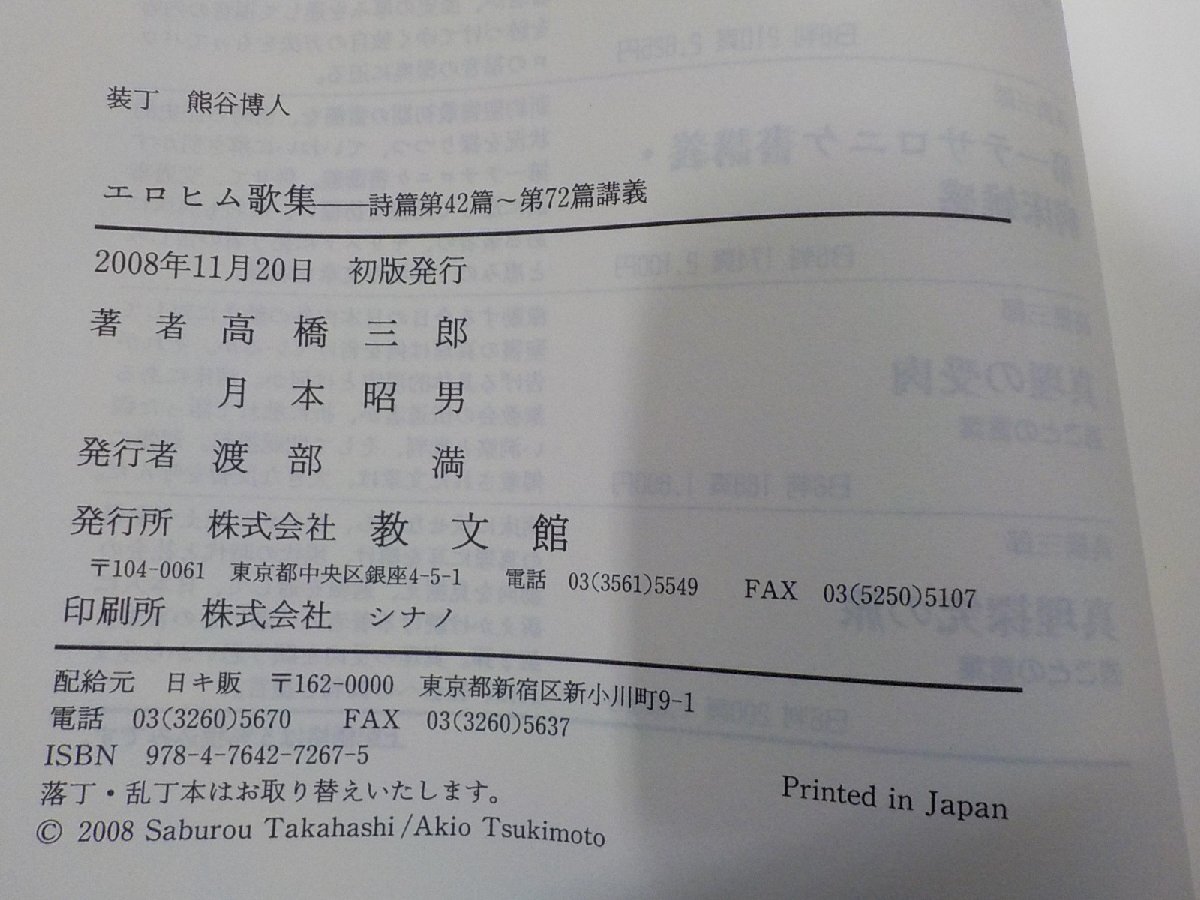 装丁 熊谷博人
エロヒム歌集――詩篇第42篇〜第72篇講義
2008年11月20日 初版発行
著 者 高 橋 三 郎
月 本 昭 男
発行者 渡 部 満
発行所 株式会社 教 文 館
〒104-0061 東京都中央区銀座4-5-1 電話 03(3561)5549 FAX 03(5250)5107
印刷所 株式会社 シナノ
配給元 日キ販 〒162-0000 東京都新宿区新小川町9-1
電話 03(3260)5670 FAX 03(3260)5637
ISBN 978-4-7642-7267-5
落丁・乱丁本はお取り替えいたします。
Printed in Japan
© 2008 Saburou Takahashi/Akio Tsukimoto